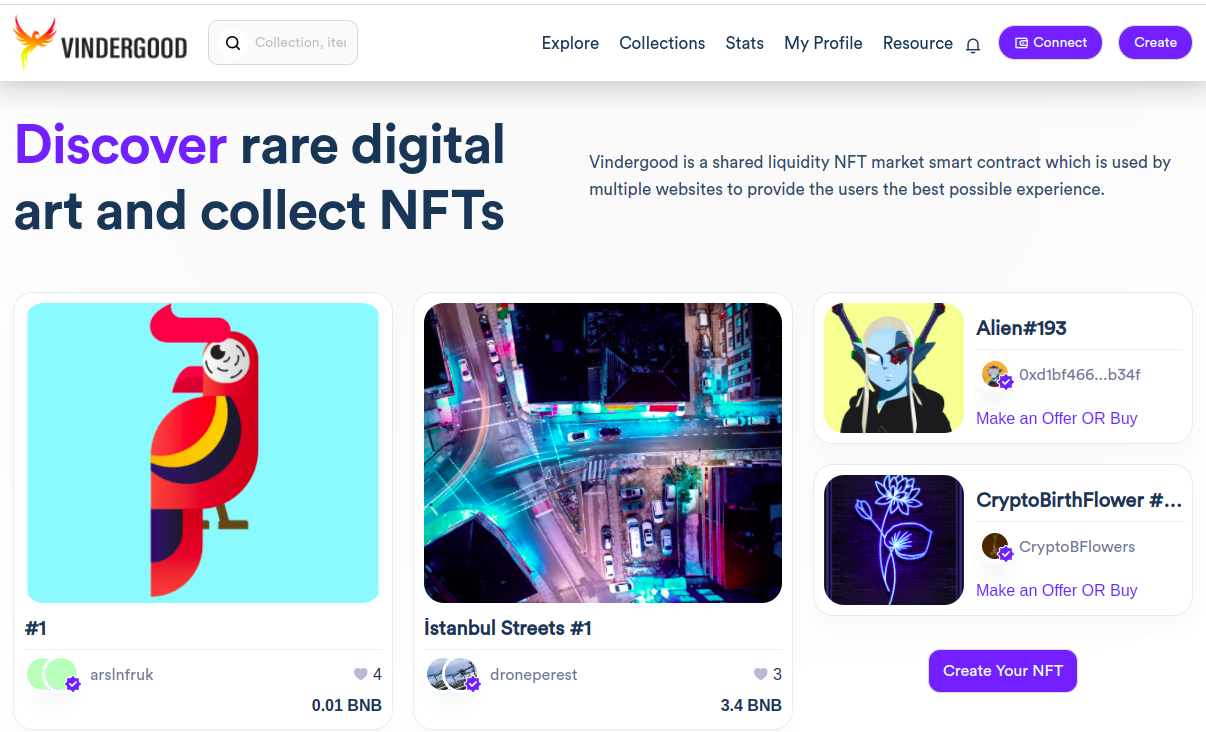 VINDERGOOD
Collection, iter
Explore
Collections
Stats
My Profile
Resource
Connect
Create
Discover rare digital
art and collect NFTs
Vindergood is a shared liquidity NFT market smart contract which is used by
multiple websites to provide the users the best possible experience.
#1
arslnfruk
4
0.01 BNB
İstanbul Streets #1
droneperest
3
3.4 BNB
Alien#193
0xd1bf466...b34f
Make an Offer OR Buy
CryptoBirthFlower #...
CryptoBFlowers
Make an Offer OR Buy
Create Your NFT